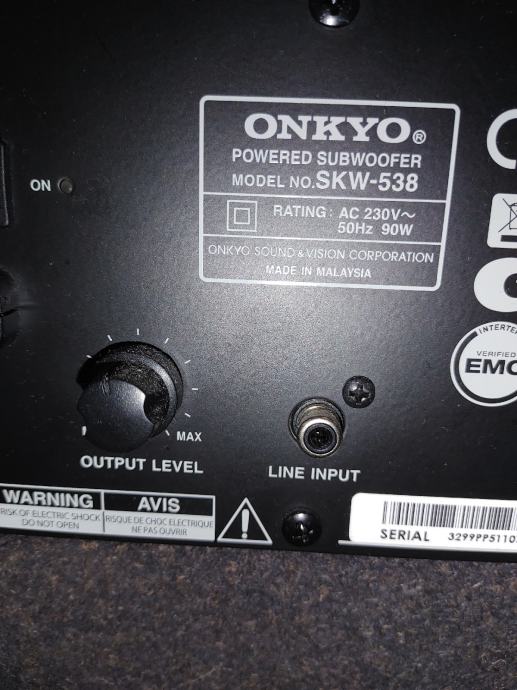 ONKYO®
POWERED SUBWOOFER
MODEL NO.SKW-538
RATING: AC 230V~
50Hz 90W
ONKYO SOUND & VISION CORPORATION
MADE IN MALAYSIA
ON
INTERTEK
VERIFIED
EMC
MAX
OUTPUT LEVEL
LINE INPUT
WARNING
RISK OF ELECTRIC SHOCK
DO NOT OPEN
AVIS
RISQUE DE CHOC ELECTRIQUE
NE PAS OUVRIR
SERIAL 3299PP5110